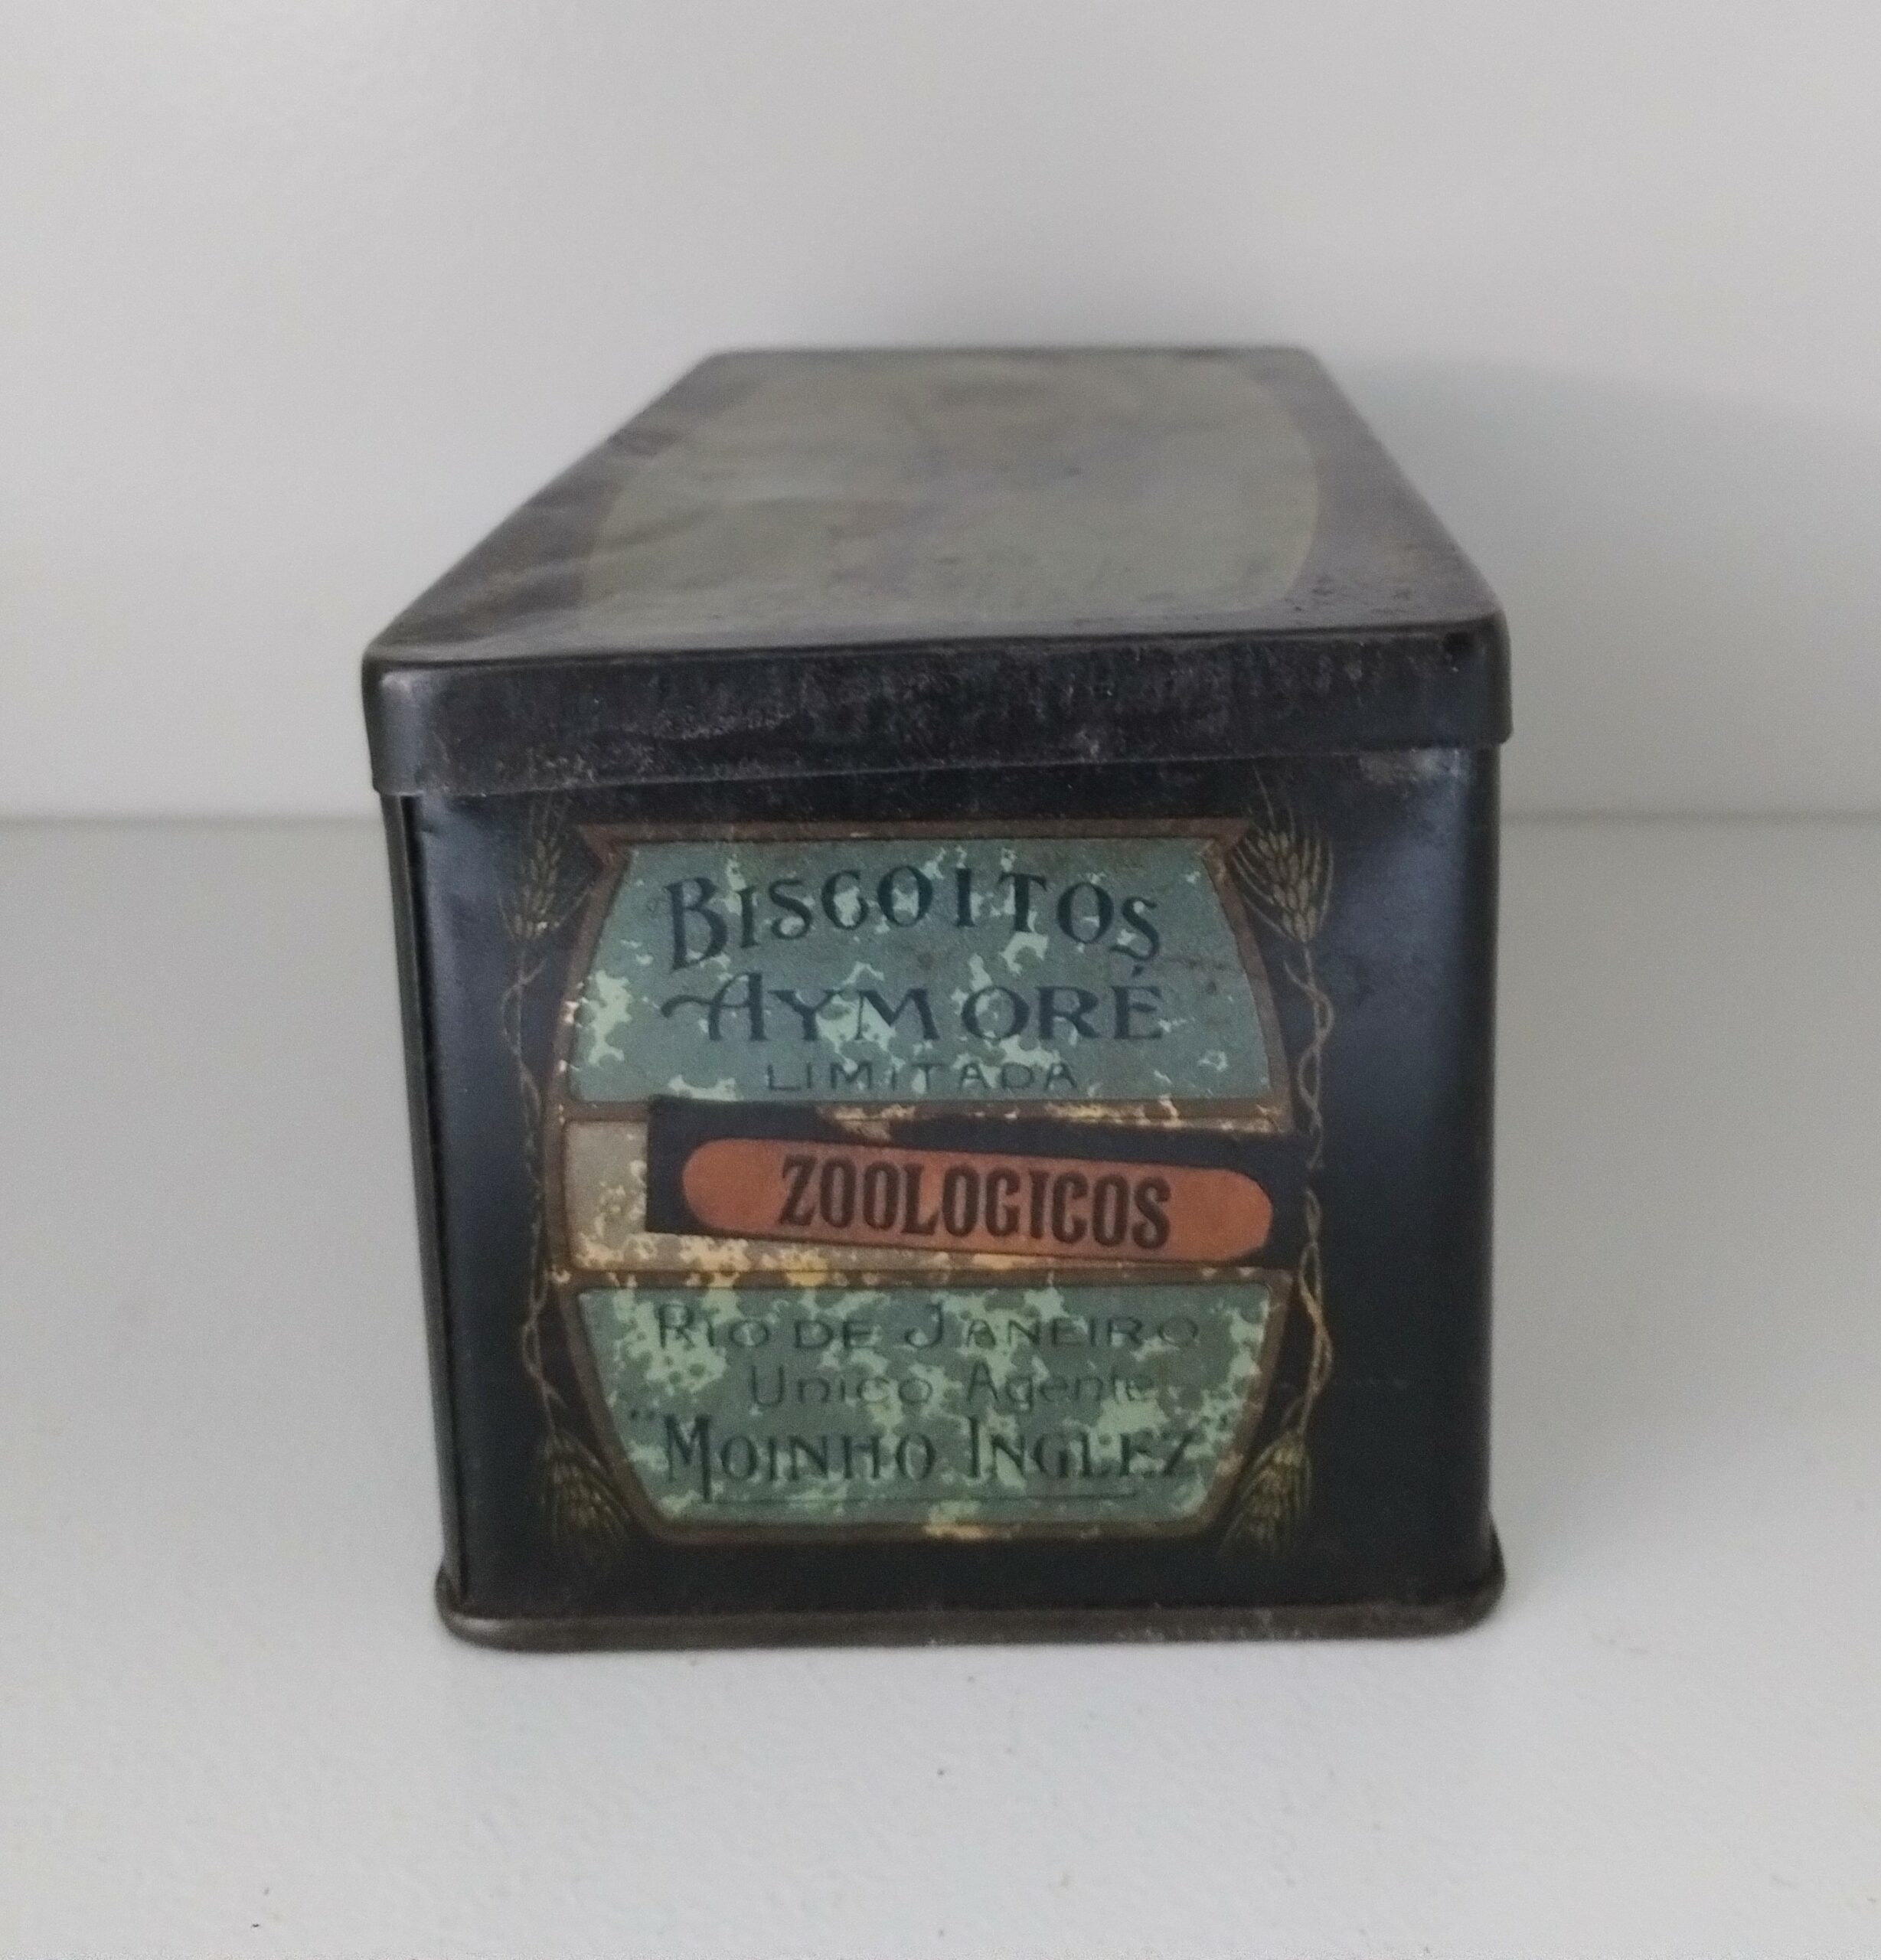 BISCOITOS
AYMORÉ
LIMITADA
ZOOLOGICOS
RIO DE JANEIRO
Unico Agente
"MOINHO INGLEZ"